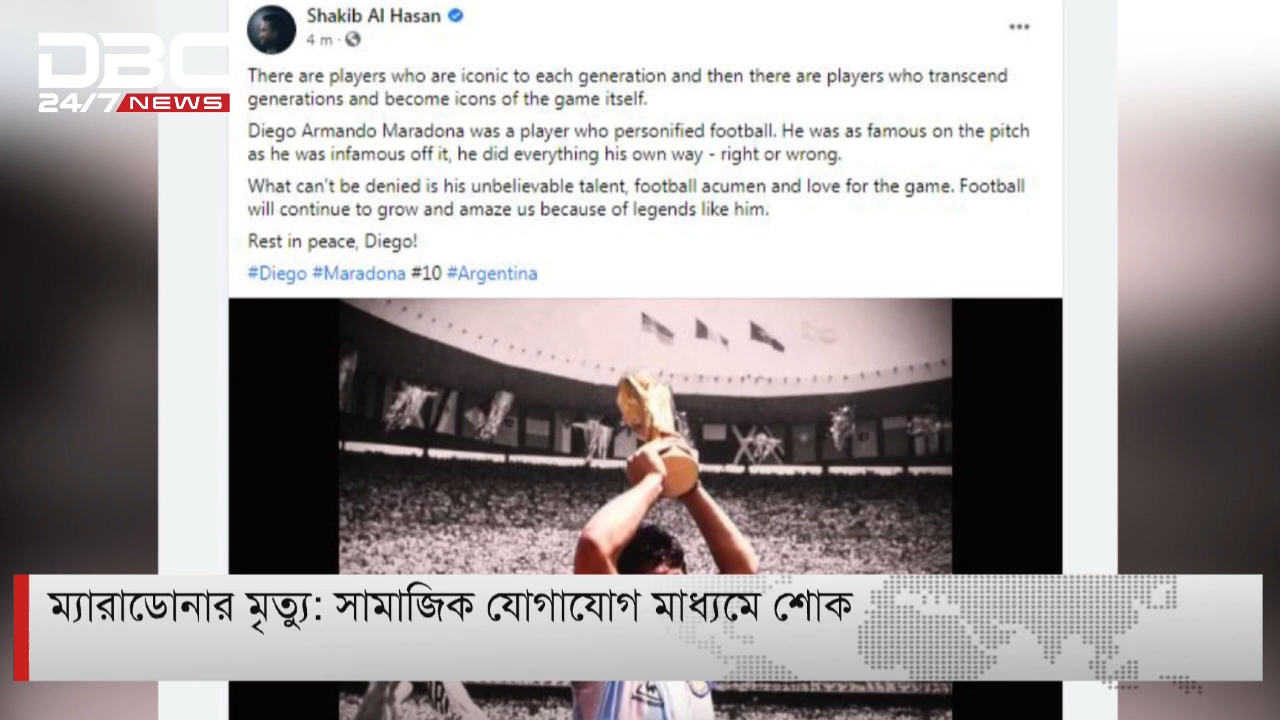 DBC
24/7 NEWS
Shakib Al Hasan
4 m
There are players who are iconic to each generation and then there are players who transcend
generations and become icons of the game itself.
Diego Armando Maradona was a player who personified football. He was as famous on the pitch
as he was infamous off it, he did everything his own way - right or wrong.
What can't be denied is his unbelievable talent, football acumen and love for the game. Football
will continue to grow and amaze us because of legends like him.
Rest in peace, Diego!
#Diego #Maradona #10 #Argentina
ম্যারাডোনার মৃত্যু: সামাজিক যোগাযোগ মাধ্যমে শোক